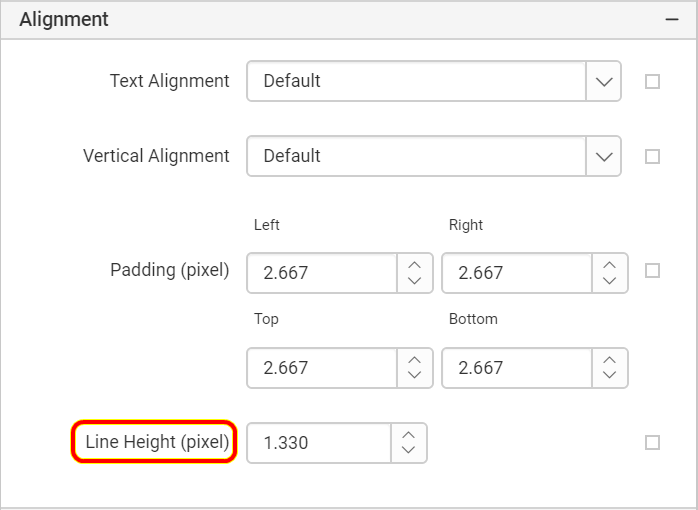 Alignment
Text Alignment Default
Vertical Alignment Default
Left Right
Padding (pixel) 2.667 2.667
Top Bottom
2.667 2.667
Line Height (pixel) 1.330